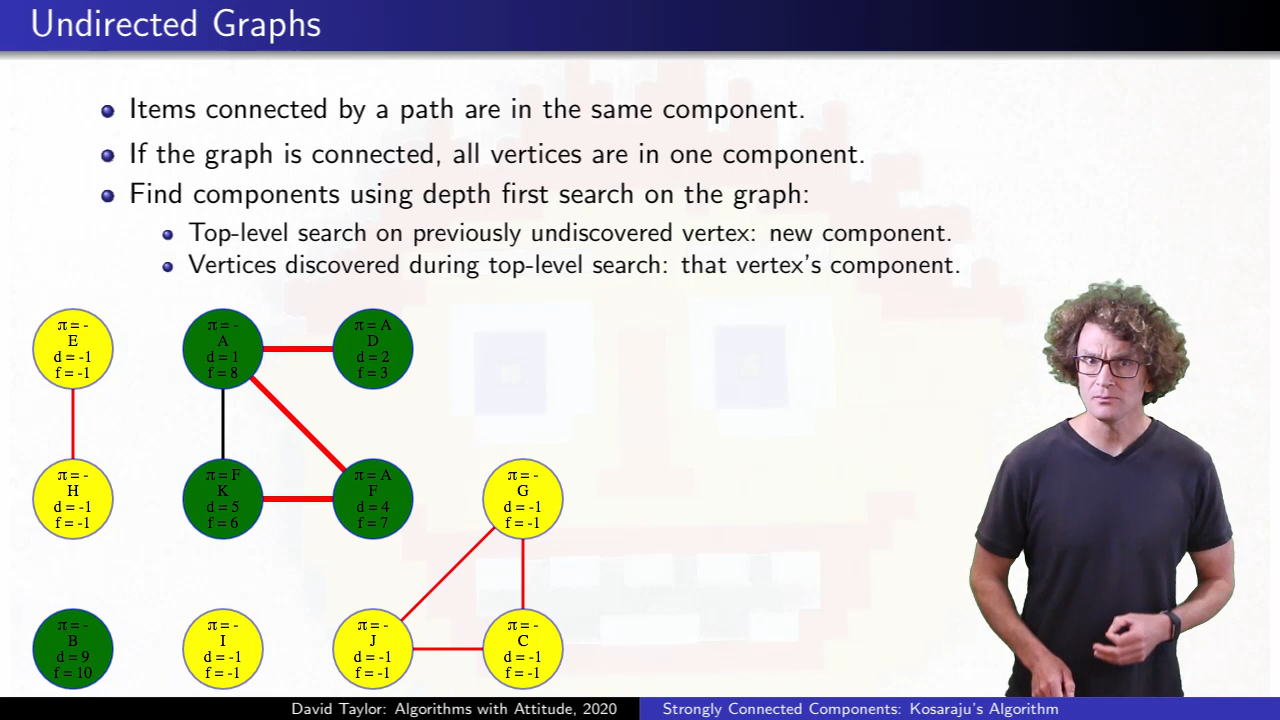 Undirected Graphs
Items connected by a path are in the same component.
If the graph is connected, all vertices are in one component.
Find components using depth first search on the graph:
Top-level search on previously undiscovered vertex: new component.
Vertices discovered during top-level search: that vertex's component.
π = -
E
d = -1
f = -1
π = -
A
d = 1
f = 8
π = A
D
d = 2
f = 3
π = -
H
d = -1
f = -1
π = F
K
d = 5
f = 6
π = A
F
d = 4
f = 7
π = -
G
d = -1
f = -1
π = -
B
d = 9
f = 10
π = -
I
d = -1
f = -1
π = -
J
d = -1
f = -1
π = -
C
d = -1
f = -1
David Taylor: Algorithms with Attitude, 2020
Strongly Connected Components: Kosaraju's Algorithm